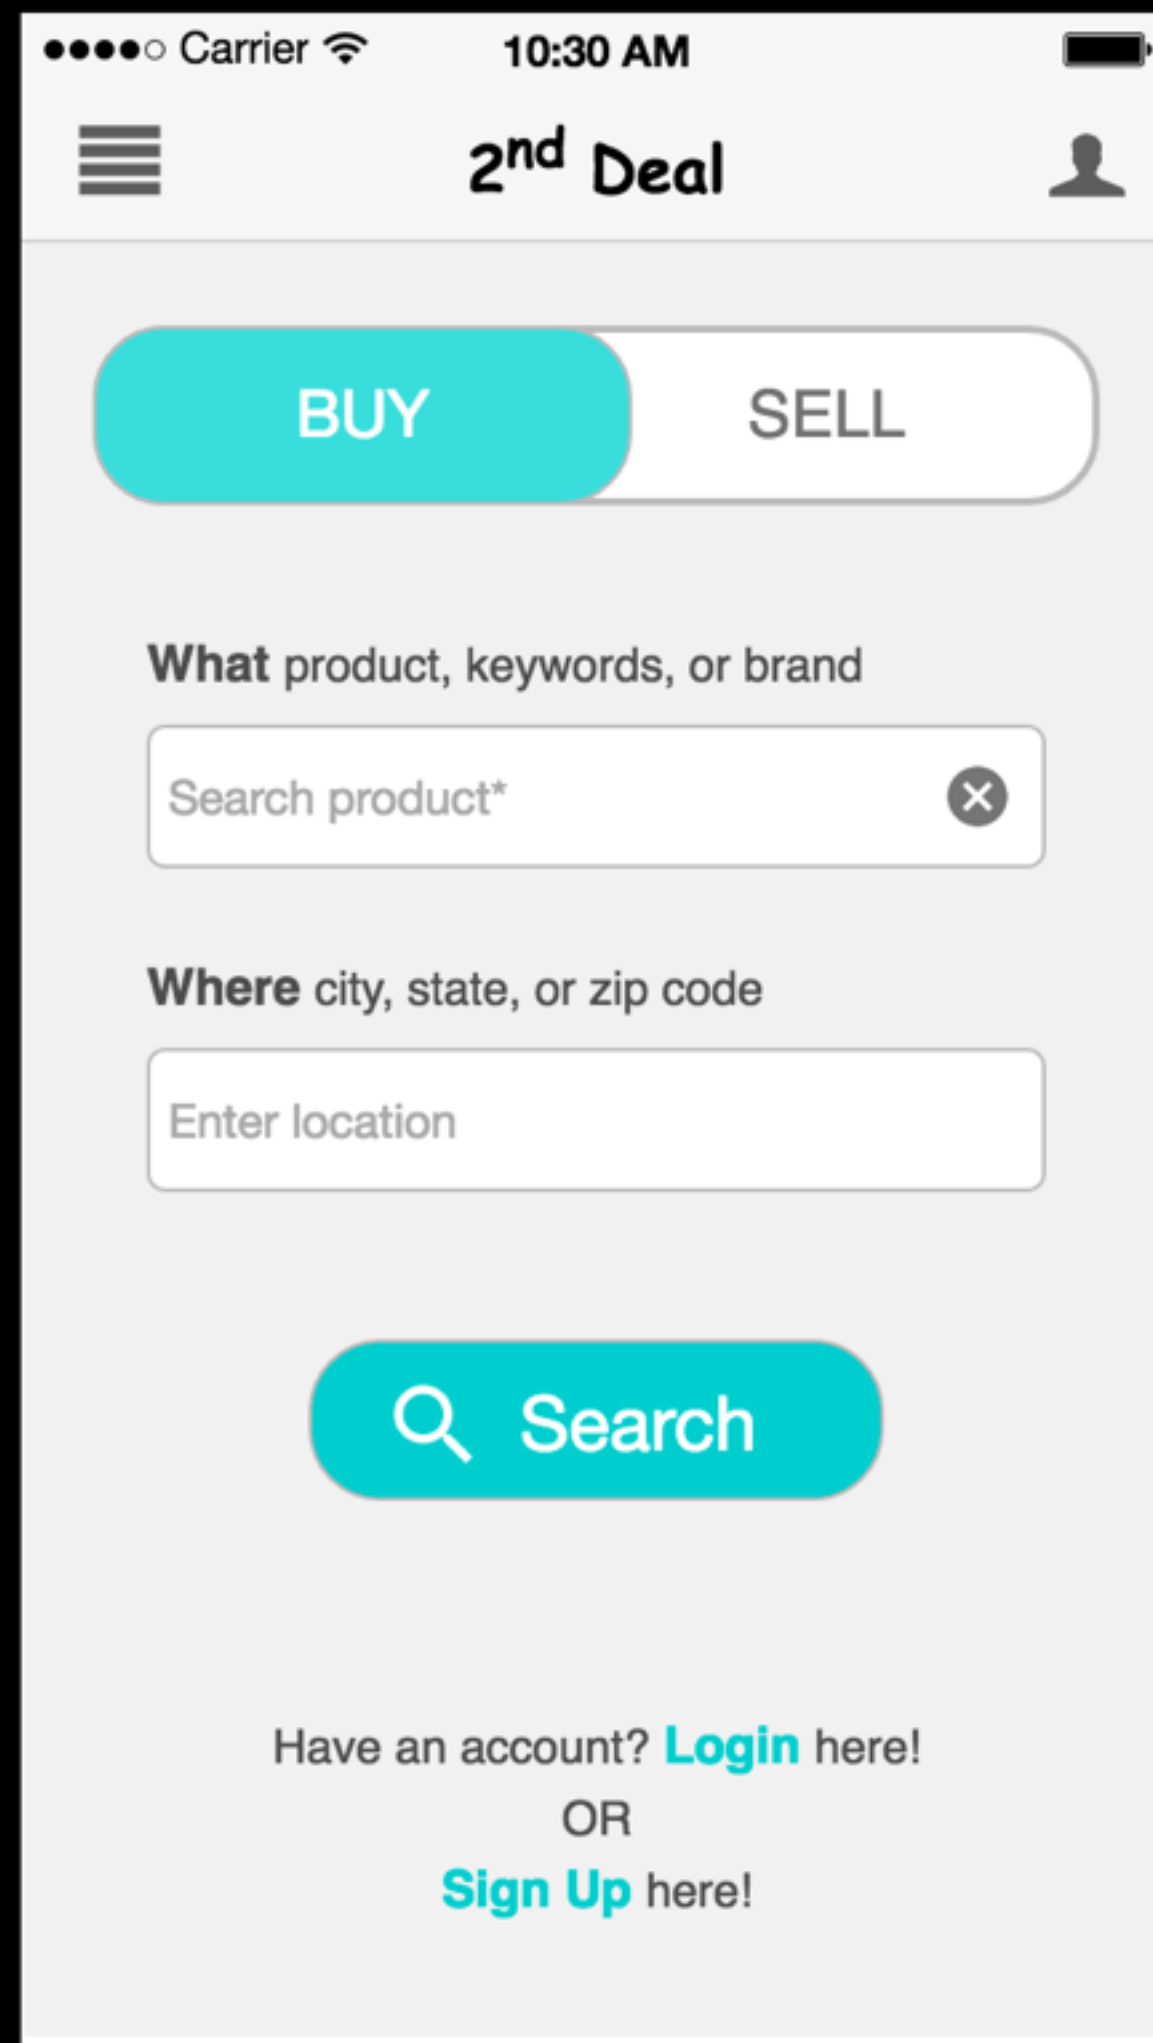 Carrier 10:30 AM
2nd Deal
BUY SELL
What product, keywords, or brand
Search product*
Where city, state, or zip code
Enter location
Search
Have an account? Login here!
OR
Sign Up here!